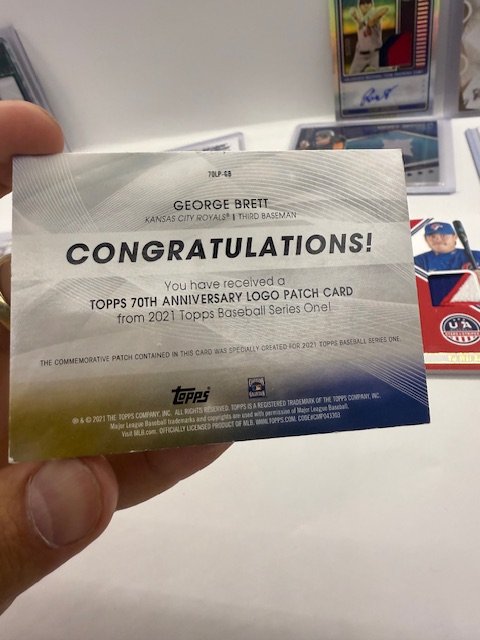 70LP-GB
GEORGE BRETT
KANSAS CITY ROYALS® | THIRD BASEMAN
CONGRATULATIONS!
You have received a
TOPPS 70TH ANNIVERSARY LOGO PATCH CARD
from 2021 Topps Baseball Series One!
THE COMMEMORATIVE PATCH CONTAINED IN THIS CARD WAS SPECIALLY CREATED FOR 2021 TOPPS BASEBALL SERIES ONE.
Topps
® & © 2021 THE TOPPS COMPANY, INC. ALL RIGHTS RESERVED. TOPPS IS A REGISTERED TRADEMARK OF THE TOPPS COMPANY, INC.
Major League Baseball trademarks and copyrights are used with permission of Major League Baseball.
Visit MLB.com. OFFICIALLY LICENSED PRODUCT OF MLB. WWW.TOPPS.COM. CODE#CMP043303
USA